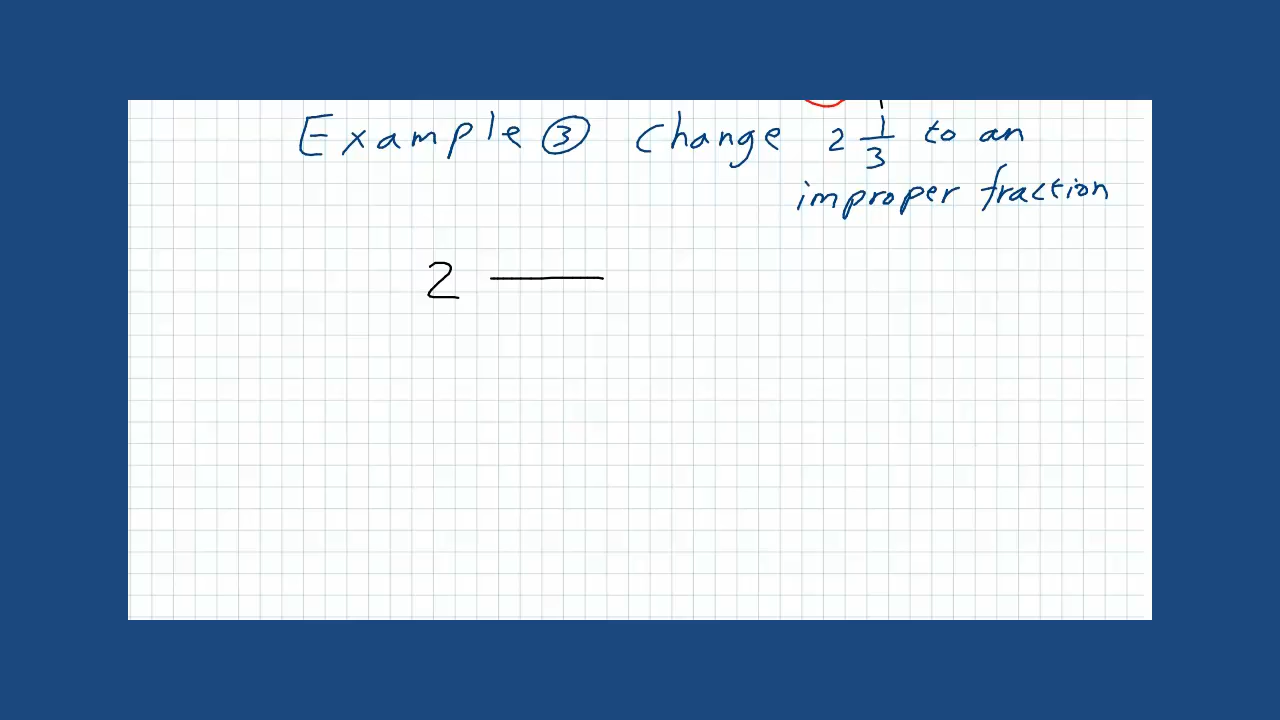 Example ③ Change 2 1/3 to an
improper fraction
2 —